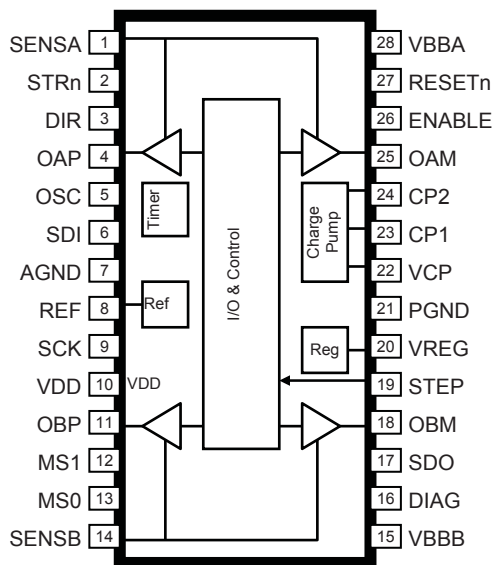 SENSA 1 28 VBBA
STRn 2 27 RESETn
DIR 3 26 ENABLE
OAP 4 25 OAM
OSC 5 Timer Charge Pump 24 CP2
SDI 6 23 CP1
AGND 7 I/O & Control 22 VCP
REF 8 Ref 21 PGND
SCK 9 Reg 20 VREG
VDD 10 VDD 19 STEP
OBP 11 18 OBM
MS1 12 17 SDO
MS0 13 16 DIAG
SENSB 14 15 VBBB